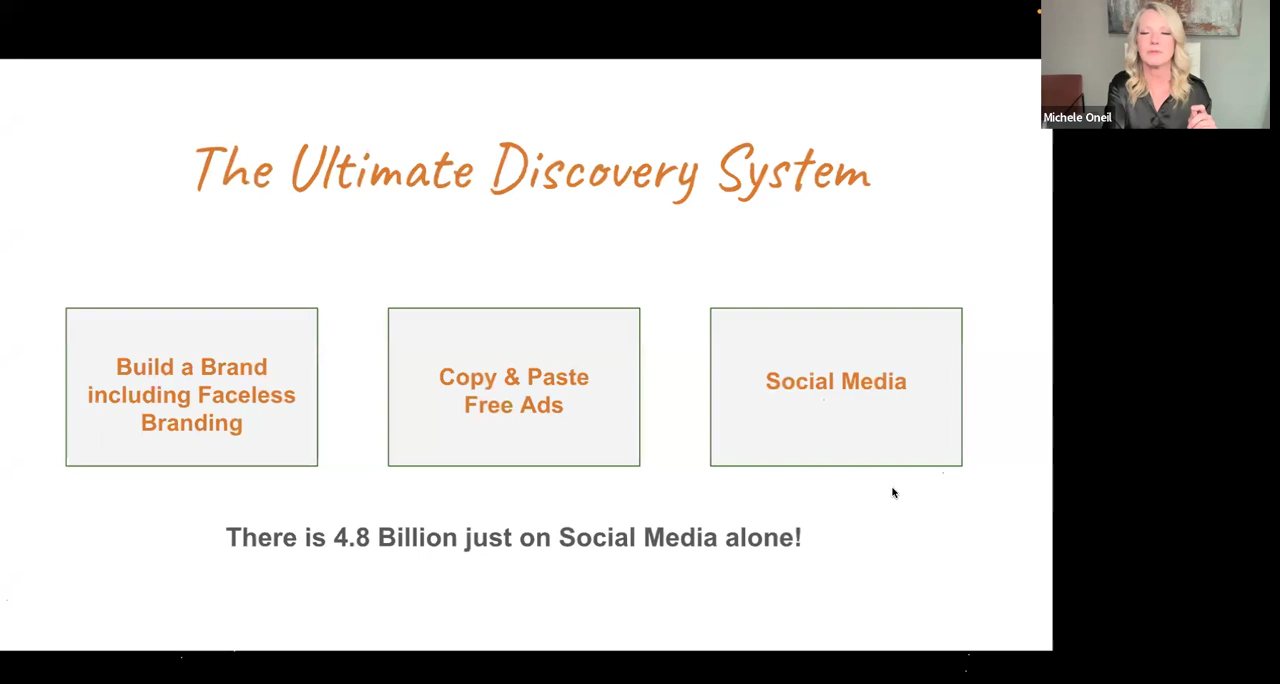 Michele Oneil
The Ultimate Discovery System
Build a Brand
including Faceless
Branding
Copy & Paste
Free Ads
Social Media
There is 4.8 Billion just on Social Media alone!